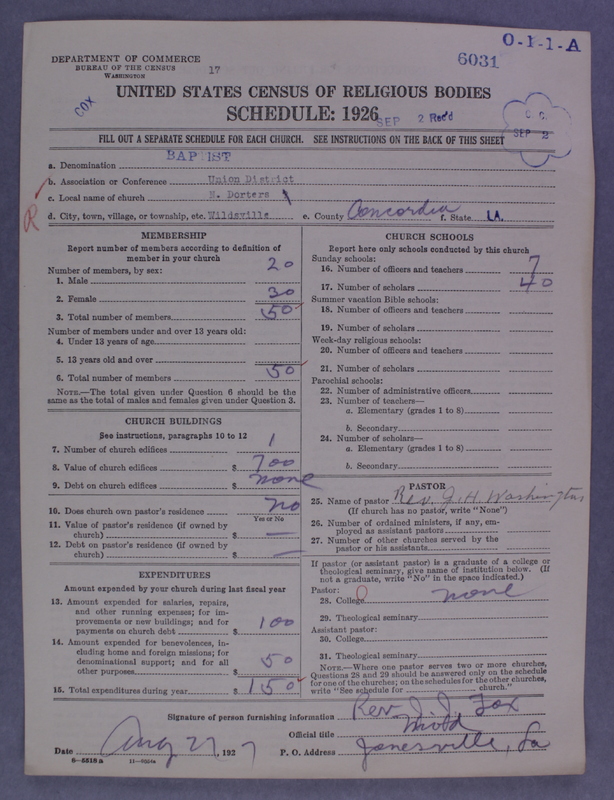 O-1-1-A
6031
DEPARTMENT OF COMMERCE
BUREAU OF THE CENSUS
WASHINGTON
17
COX
UNITED STATES CENSUS OF RELIGIOUS BODIES
SCHEDULE: 1926
SEP 2 Rec'd
SEP 2
FILL OUT A SEPARATE SCHEDULE FOR EACH CHURCH. SEE INSTRUCTIONS ON THE BACK OF THIS SHEET
a. Denomination BAPTIST
b. Association or Conference Union District
c. Local name of church N. Dorters
R
d. City, town, village, or township, etc. Wildsville e. County Concordia f. State LA.
MEMBERSHIP
Report number of members according to definition of
member in your church
Number of members, by sex:
1. Male 20
2. Female 30
3. Total number of members 50
Number of members under and over 13 years old:
4. Under 13 years of age
5. 13 years old and over
6. Total number of members 50
NOTE.—The total given under Question 6 should be the
same as the total of males and females given under Question 3.
CHURCH BUILDINGS
See instructions, paragraphs 10 to 12
7. Number of church edifices 1
8. Value of church edifices $ 700
9. Debt on church edifices $ none
10. Does church own pastor's residence no
Yes or No
11. Value of pastor's residence (if owned by
church) $ —
12. Debt on pastor's residence (if owned by
church) $ —
EXPENDITURES
Amount expended by your church during last fiscal year
13. Amount expended for salaries, repairs,
and other running expenses; for im-
provements or new buildings; and for
payments on church debt $ 100
14. Amount expended for benevolences, in-
cluding home and foreign missions; for
denominational support; and for all
other purposes $ 50
15. Total expenditures during year $ 150
CHURCH SCHOOLS
Report here only schools conducted by this church
Sunday schools:
16. Number of officers and teachers 7
17. Number of scholars 40
Summer vacation Bible schools:
18. Number of officers and teachers
19. Number of scholars
Week-day religious schools:
20. Number of officers and teachers
21. Number of scholars
Parochial schools:
22. Number of administrative officers
23. Number of teachers—
a. Elementary (grades 1 to 8)
b. Secondary
24. Number of scholars—
a. Elementary (grades 1 to 8)
b. Secondary
PASTOR
25. Name of pastor Rev. J. H. Washington
(If church has no pastor, write "None")
26. Number of ordained ministers, if any, em-
ployed as assistant pastors
27. Number of other churches served by the
pastor or his assistants
If pastor (or assistant pastor) is a graduate of a college or
theological seminary, give name of institution below. (If
not a graduate, write "No" in the space indicated.)
Pastor:
28. College none
29. Theological seminary
Assistant pastor:
30. College
31. Theological seminary
NOTE.—Where one pastor serves two or more churches,
Questions 28 and 29 should be answered only on the schedule
for one of the churches; on the schedules for the other churches,
write "See schedule for church."
Signature of person furnishing information Rev. J. J. Fox
Official title
Date Aug 27, 1927 P. O. Address Jonesville, La
8—5518 a 11—9564a